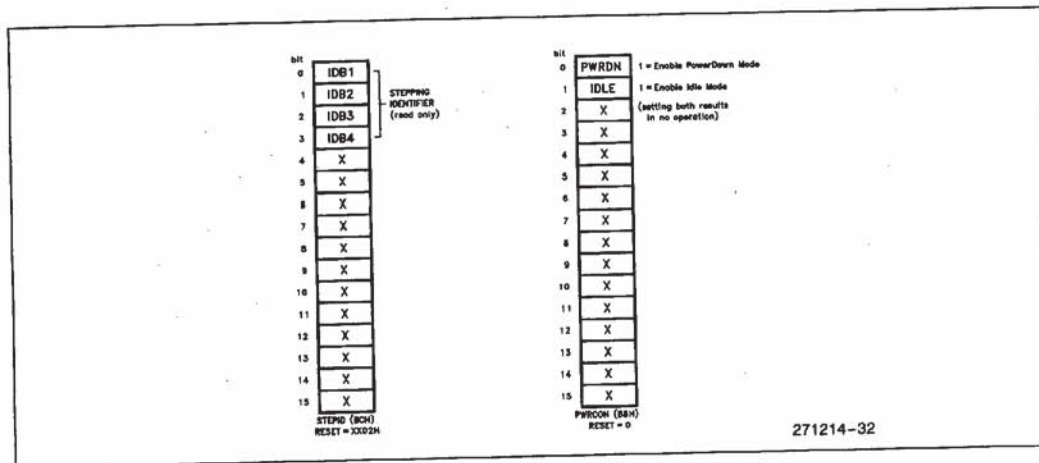 bit
0 IDB1
1 IDB2
2 IDB3
3 IDB4
4 X
5 X
6 X
7 X
8 X
9 X
10 X
11 X
12 X
13 X
14 X
15 X
STEPPING
IDENTIFIER
(read only)
STEPID (BCH)
RESET = XX02H
bit
0 PWRDN 1 = Enable PowerDown Mode
1 IDLE 1 = Enable Idle Mode
2 X (setting both results
in no operation)
3 X
4 X
5 X
6 X
7 X
8 X
9 X
10 X
11 X
12 X
13 X
14 X
15 X
PWRCON (B8H)
RESET = 0
271214-32